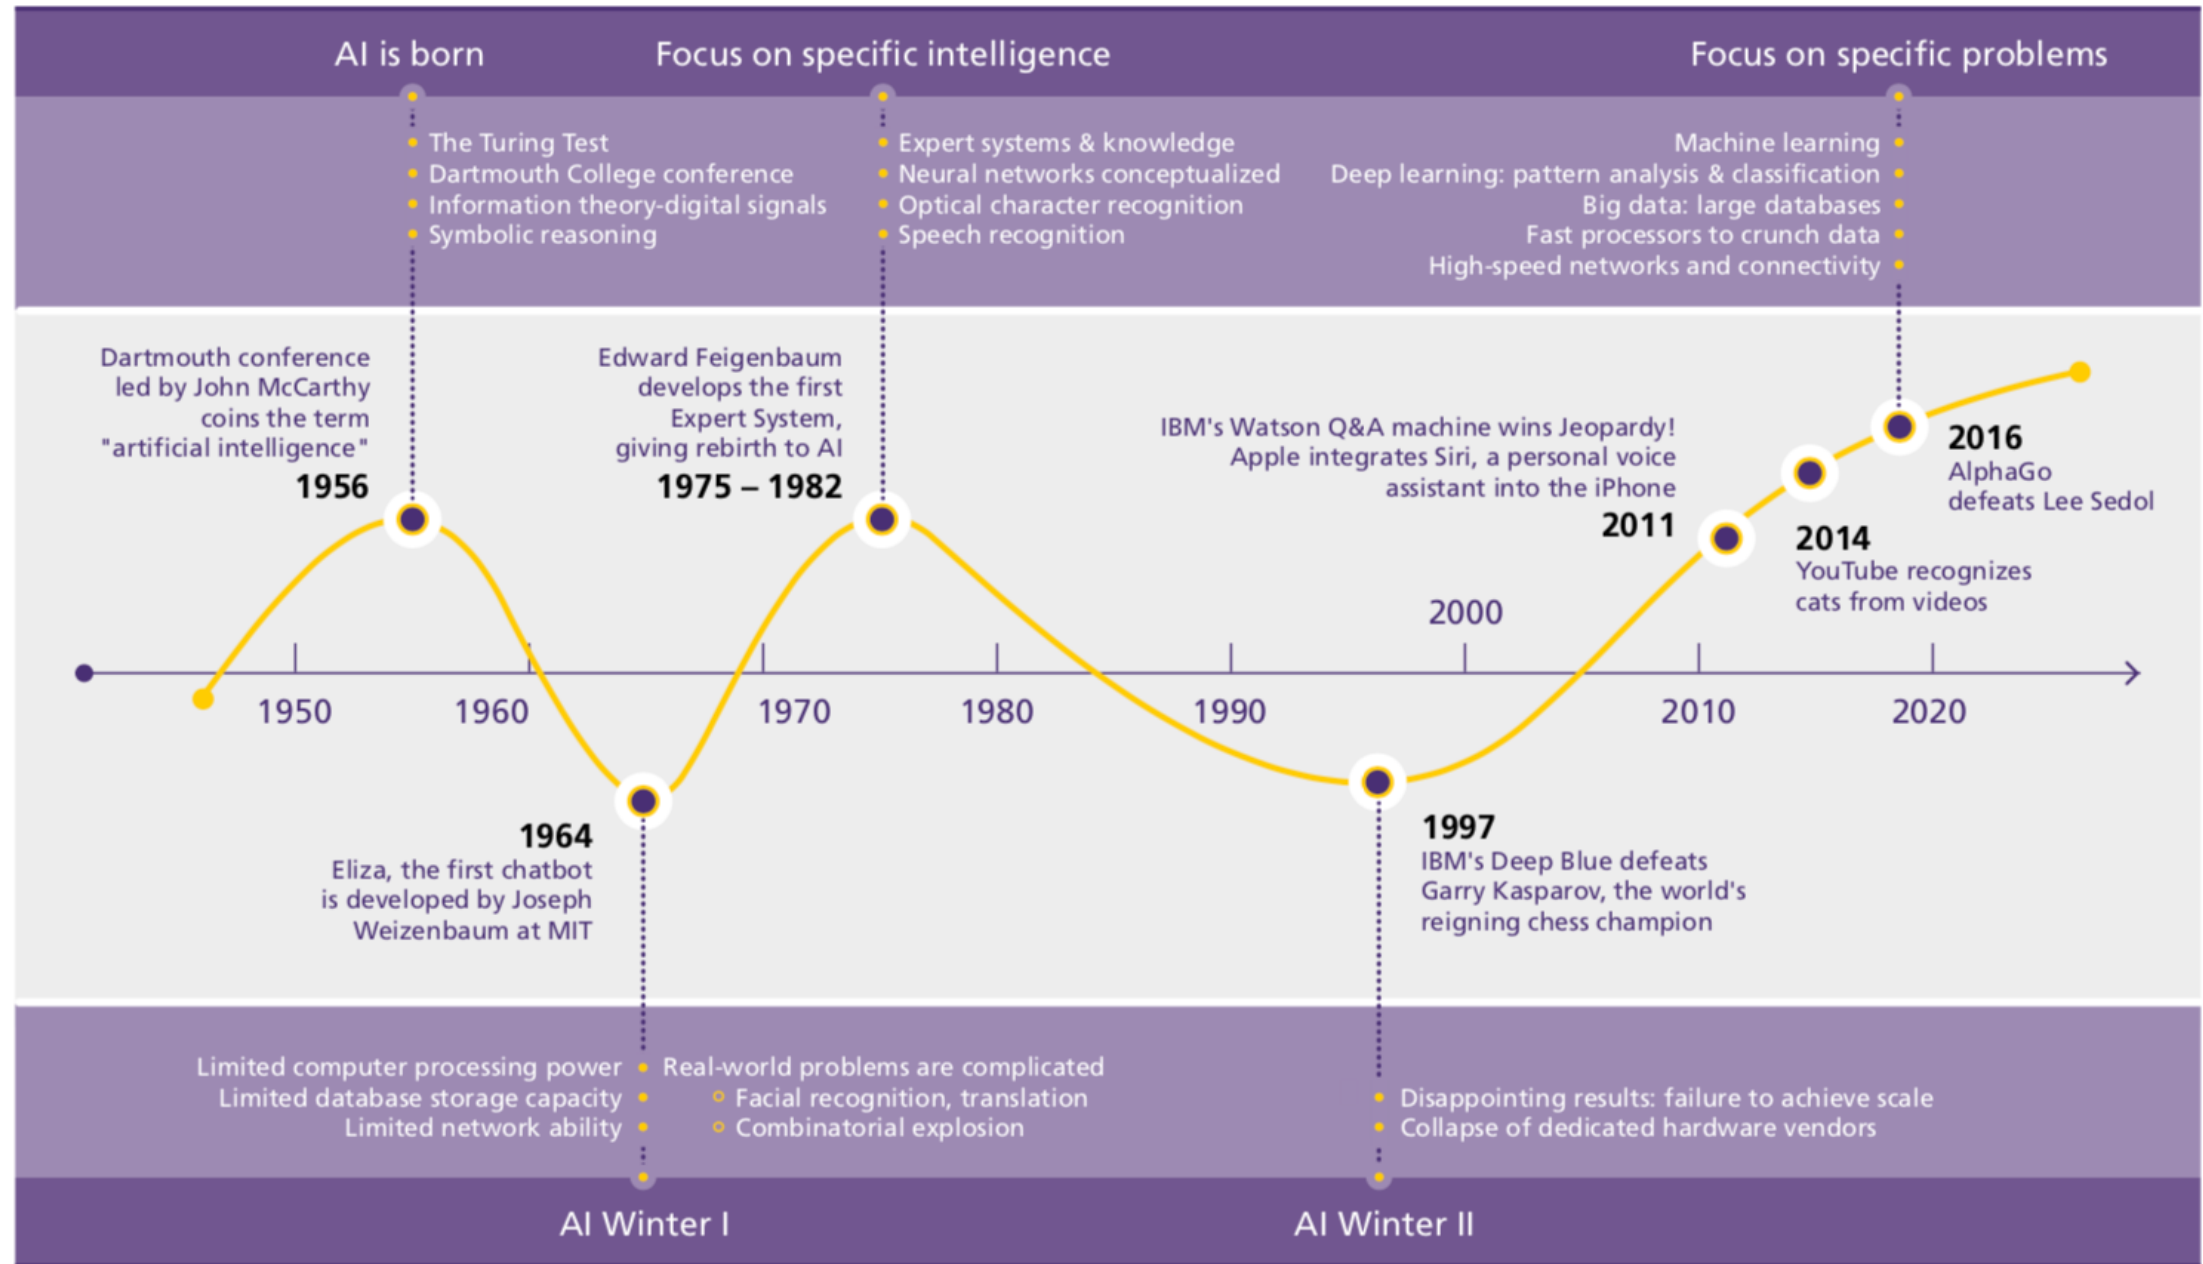 AI is born
Focus on specific intelligence
Focus on specific problems
The Turing Test
Dartmouth College conference
Information theory-digital signals
Symbolic reasoning
Expert systems & knowledge
Neural networks conceptualized
Optical character recognition
Speech recognition
Machine learning
Deep learning: pattern analysis & classification
Big data: large databases
Fast processors to crunch data
High-speed networks and connectivity
Dartmouth conference
led by John McCarthy
coins the term
"artificial intelligence"
1956
Edward Feigenbaum
develops the first
Expert System,
giving rebirth to AI
1975 – 1982
IBM's Watson Q&A machine wins Jeopardy!
Apple integrates Siri, a personal voice
assistant into the iPhone
2011
2016
AlphaGo
defeats Lee Sedol
2014
YouTube recognizes
cats from videos
2000
1950
1960
1970
1980
1990
2010
2020
1964
Eliza, the first chatbot
is developed by Joseph
Weizenbaum at MIT
1997
IBM's Deep Blue defeats
Garry Kasparov, the world's
reigning chess champion
Limited computer processing power
Limited database storage capacity
Limited network ability
Real-world problems are complicated
Facial recognition, translation
Combinatorial explosion
Disappointing results: failure to achieve scale
Collapse of dedicated hardware vendors
AI Winter I
AI Winter II